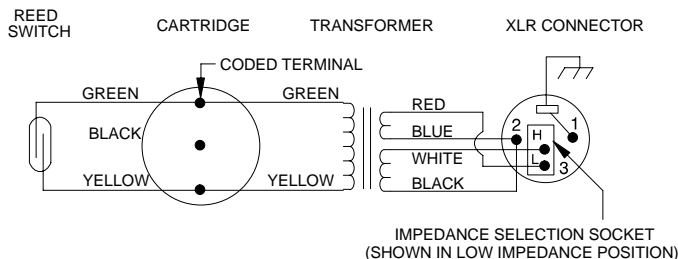 REED SWITCH
CARTRIDGE
TRANSFORMER
XLR CONNECTOR
CODED TERMINAL
GREEN
GREEN
RED
BLACK
BLUE
2
H
1
WHITE
L
3
YELLOW
YELLOW
BLACK
IMPEDANCE SELECTION SOCKET
(SHOWN IN LOW IMPEDANCE POSITION)